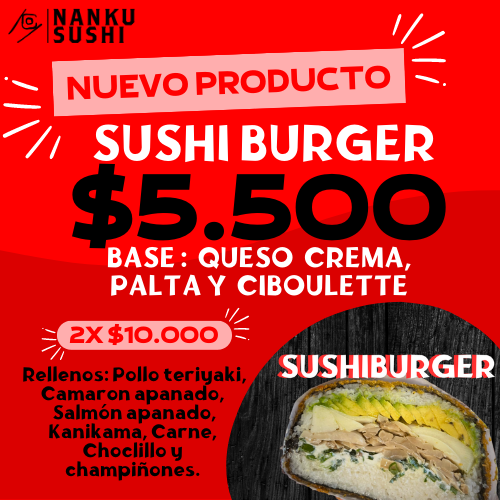 NANKU
SUSHI
NUEVO PRODUCTO
SUSHI BURGER
$5.500
BASE: QUESO CREMA,
PALTA Y CIBOULETTE
2X $10.000
SUSHIBURGER
Rellenos: Pollo teriyaki,
Camaron apanado,
Salmón apanado,
Kanikama, Carne,
Choclillo y
champiñones.